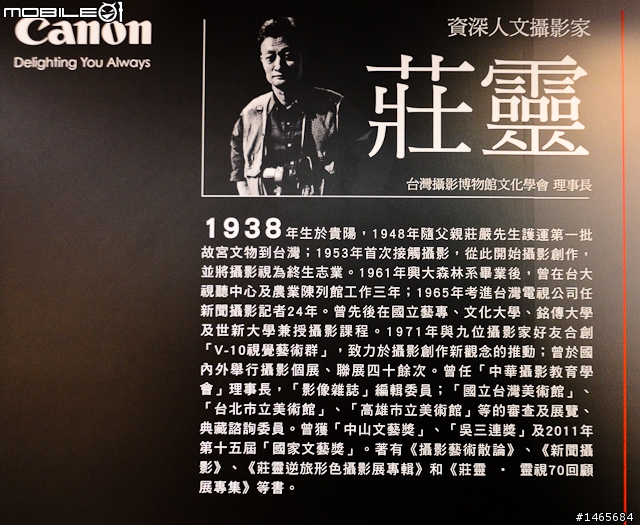 MOBILE01
Canon
Delighting You Always
資深人文攝影家
莊靈
台灣攝影博物館文化學會 理事長
1938年生於貴陽，1948年隨父親莊嚴先生護運第一批
故宮文物到台灣；1953年首次接觸攝影，從此開始攝影創作，
並將攝影視為終生志業。1961年興大森林系畢業後，曾在台大
視聽中心及農業陳列館工作三年；1965年考進台灣電視公司任
新聞攝影記者24年。曾先後在國立藝專、文化大學、銘傳大學
及世新大學兼授攝影課程。1971年與九位攝影家好友合創
「V-10視覺藝術群」，致力於攝影創作新觀念的推動；曾於國
內外舉行攝影個展、聯展四十餘次。曾任「中華攝影教育學
會」理事長，「影像雜誌」編輯委員；「國立台灣美術館」、
「台北市立美術館」、「高雄市立美術館」等的審查及展覽、
典藏諮詢委員。曾獲「中山文藝獎」、「吳三連獎」及2011年
第十五屆「國家文藝獎」。著有《攝影藝術散論》、《新聞攝
影》、《莊靈逆旅形色攝影展專輯》和《莊靈 · 靈視70回顧
展專集》等書。
#1465684